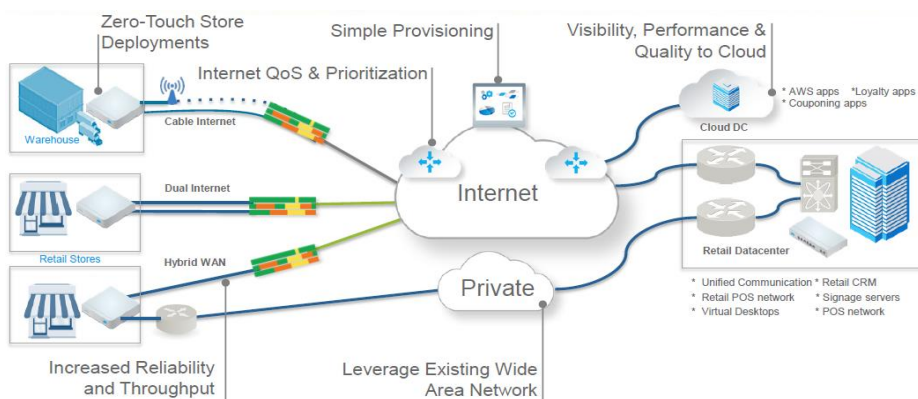 Zero-Touch Store
Deployments
Simple Provisioning
Visibility, Performance &
Quality to Cloud
Internet QoS & Prioritization
* AWS apps *Loyalty apps
* Couponing apps
Warehouse
Cable Internet
Cloud DC
Dual Internet
Internet
Retail Stores
Hybrid WAN
Retail Datacenter
Private
* Unified Communication * Retail CRM
* Retail POS network * Signage servers
* Virtual Desktops * POS network
Increased Reliability
and Throughput
Leverage Existing Wide
Area Network